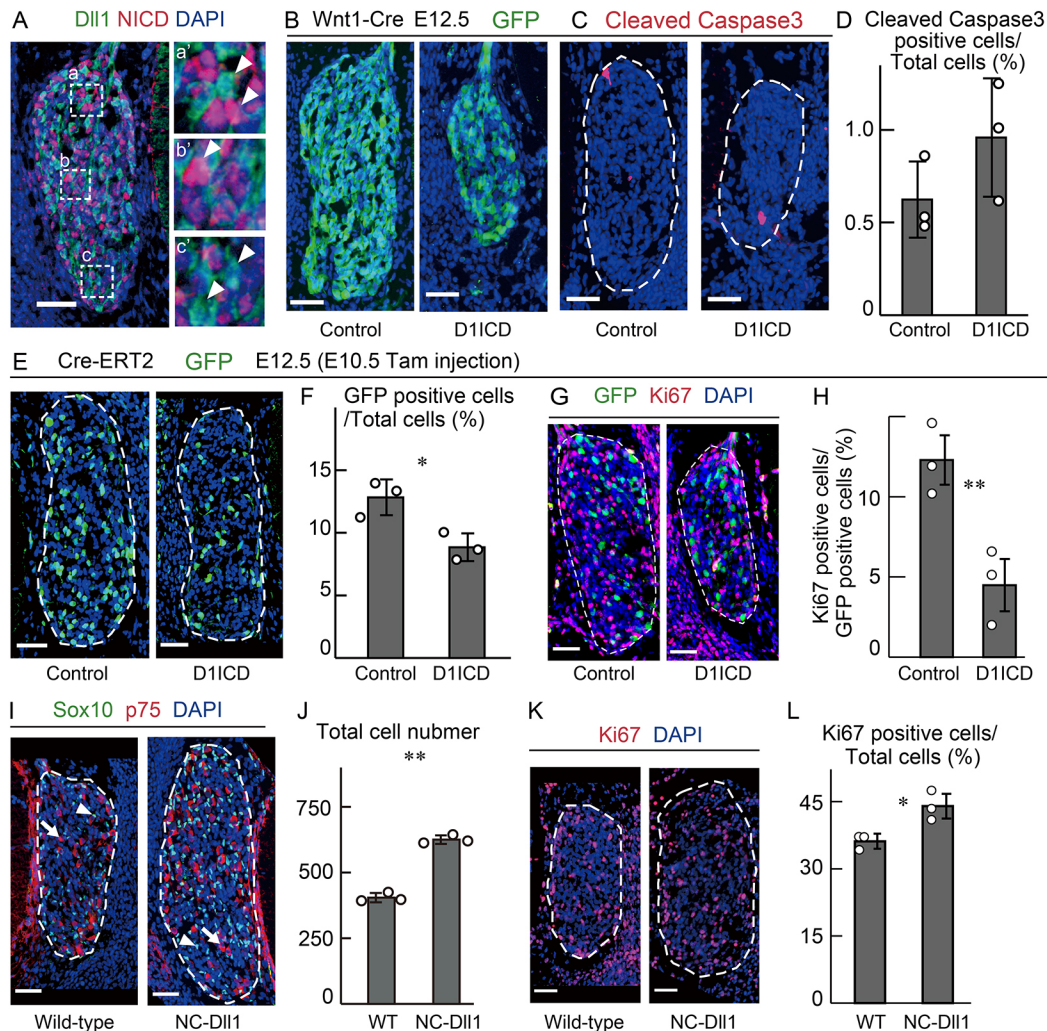 A
Dll1 NICD DAPI
a
b
c
a'
b'
c'
B Wnt1-Cre E12.5 GFP
Control D1ICD
C Cleaved Caspase3
Control D1ICD
D Cleaved Caspase3
positive cells/
Total cells (%)
1.0
0.5
0
Control D1ICD
E Cre-ERT2 GFP E12.5 (E10.5 Tam injection)
Control D1ICD
F GFP positive cells
/Total cells (%)
15
10
5
0
*
Control D1ICD
G GFP Ki67 DAPI
Control D1ICD
H
Ki67 positive cells/
GFP positive cells (%)
10
5
0
**
Control D1ICD
I Sox10 p75 DAPI
Wild-type NC-Dll1
J
Total cell nubmer
**
750
500
250
0
WT NC-Dll1
K Ki67 DAPI
Wild-type NC-Dll1
L
Ki67 positive cells/
Total cells (%)
45
30
15
0
*
WT NC-Dll1